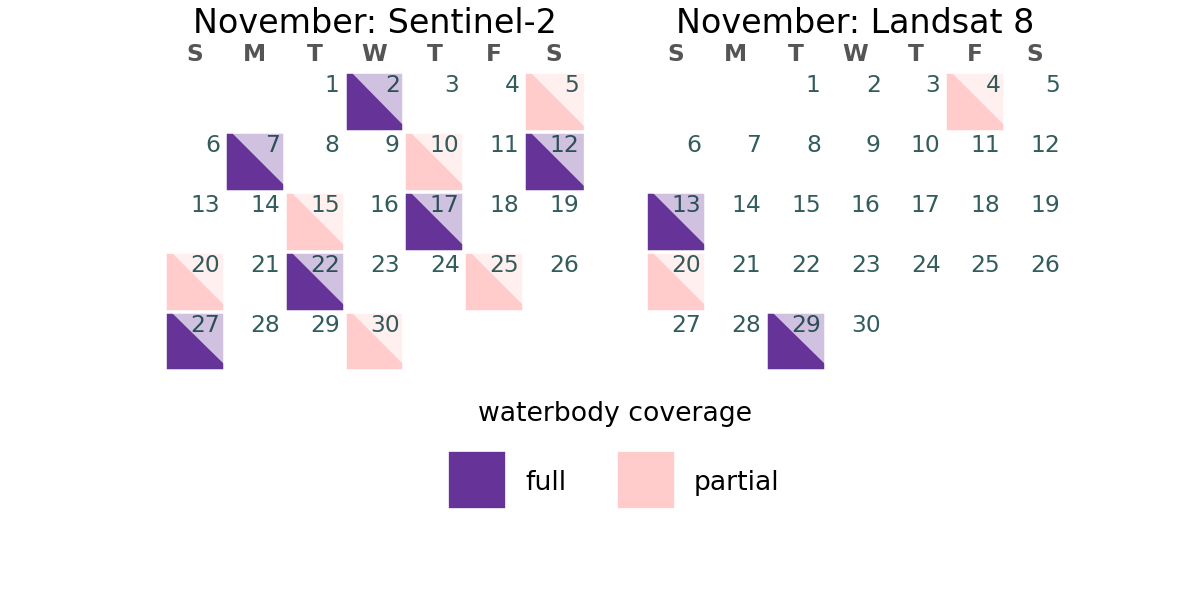 November: Sentinel-2
S M T W T F S
1 2 3 4 5
6 7 8 9 10 11 12
13 14 15 16 17 18 19
20 21 22 23 24 25 26
27 28 29 30
November: Landsat 8
S M T W T F S
1 2 3 4 5
6 7 8 9 10 11 12
13 14 15 16 17 18 19
20 21 22 23 24 25 26
27 28 29 30
waterbody coverage
full partial